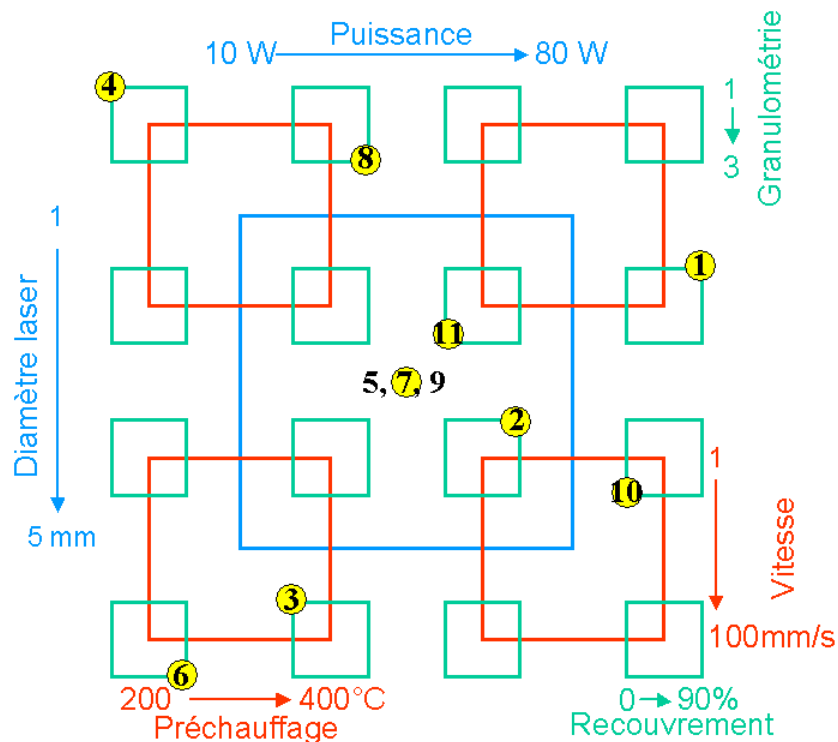 Puissance
10 W
80 W
4
8
1
3
Granulométrie
1
Diamètre laser
5 mm
1
11
5, 7, 9
2
10
1
Vitesse
100mm/s
3
6
200
400°C
Préchauffage
0
90%
Recouvrement